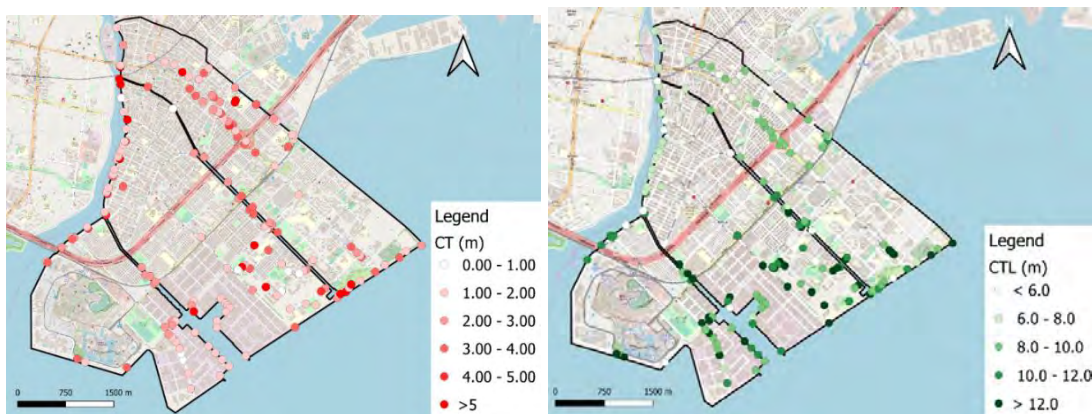 Legend
CT (m)
0.00 - 1.00
1.00 - 2.00
2.00 - 3.00
3.00 - 4.00
4.00 - 5.00
>5
0 750 1500 m
Legend
CTL (m)
< 6.0
6.0 - 8.0
8.0 - 10.0
10.0 - 12.0
> 12.0
0 750 1500 m